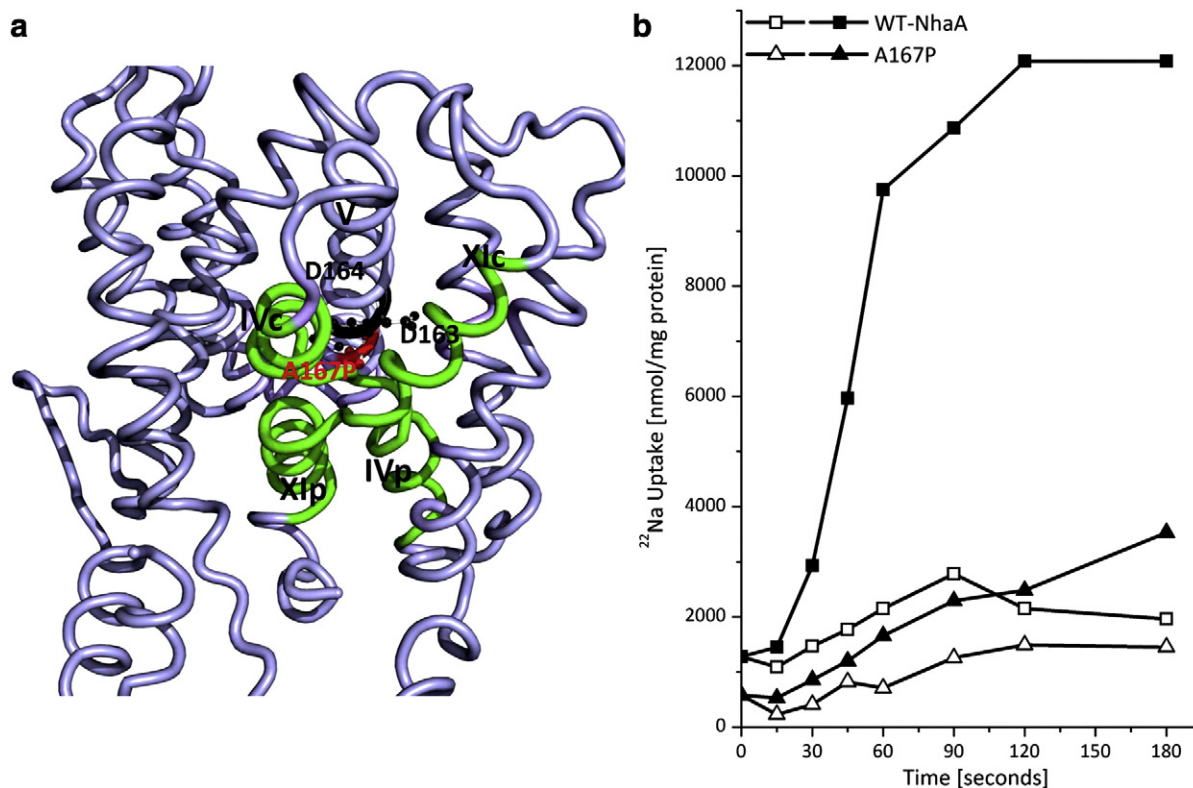 a
V
D164
XIc
IVc
D163
A167P
IVp
XIp
b
WT-NhaA
A167P
12000
10000
8000
6000
4000
2000
0
²²Na Uptake [nmol/mg protein]
0 30 60 90 120 150 180
Time [seconds]